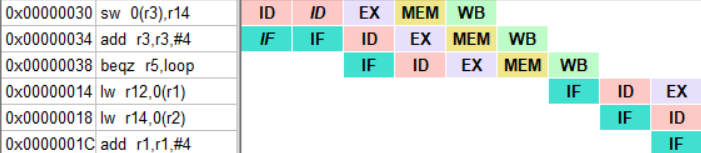 0x00000030 sw 0(r3),r14 ID ID EX MEM WB
0x00000034 add r3,r3,#4 IF IF ID EX MEM WB
0x00000038 beqz r5,loop IF ID EX MEM WB
0x00000014 lw r12,0(r1) IF ID EX
0x00000018 lw r14,0(r2) IF ID
0x0000001C add r1,r1,#4 IF